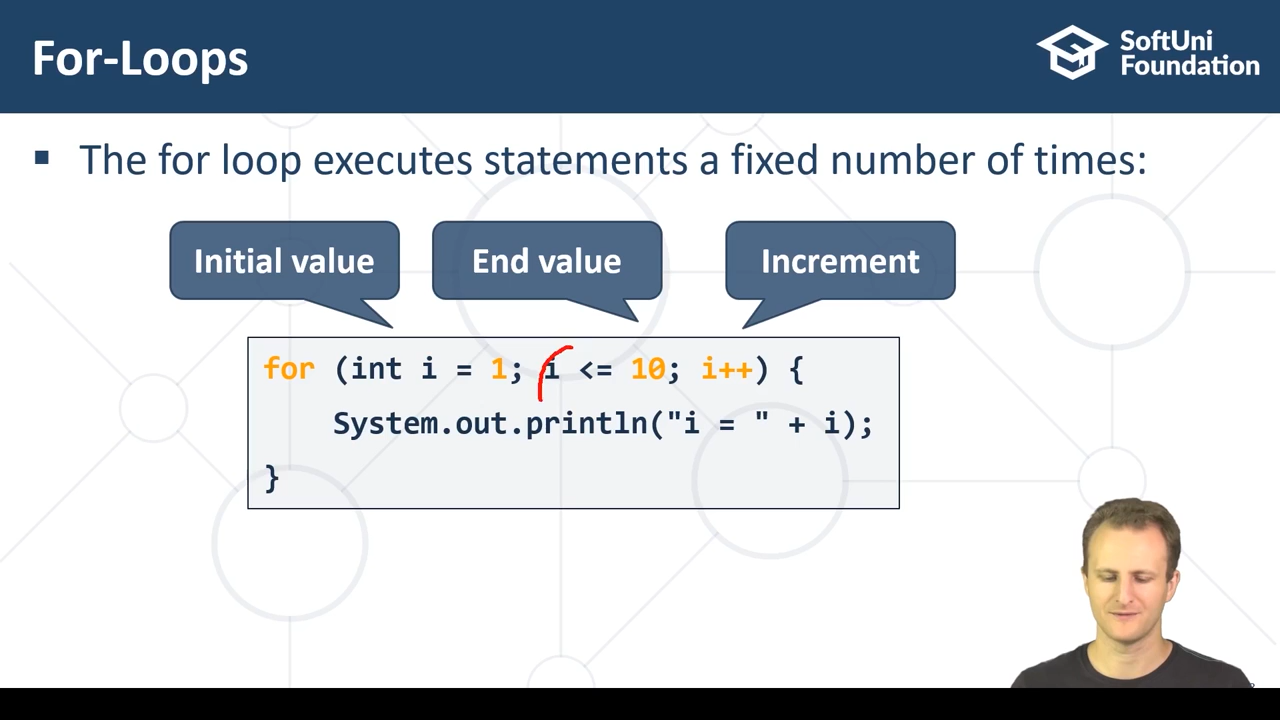 For-Loops
SoftUni
Foundation
▪ The for loop executes statements a fixed number of times:
Initial value
End value
Increment
for (int i = 1; i <= 10; i++) {
    System.out.println("i = " + i);
}